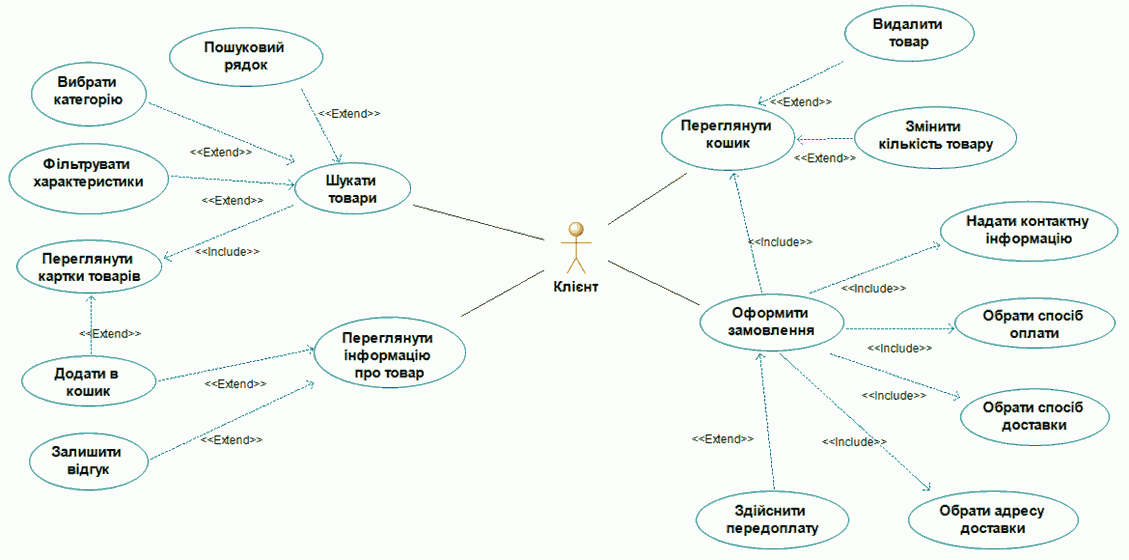 Пошуковий
рядок
Вибрати
категорію
<<Extend>>
<<Extend>>
Фільтрувати
характеристики
<<Extend>>
Шукати
товари
<<Include>>
Переглянути
картки товарів
<<Extend>>
Додати в
кошик
<<Extend>>
Переглянути
інформацію
про товар
<<Extend>>
Залишити
відгук
Клієнт
Видалити
товар
<<Extend>>
Переглянути
кошик
<<Extend>>
Змінити
кількість товару
<<Include>>
Надати контактну
інформацію
<<Include>>
Оформити
замовлення
<<Include>>
Обрати спосіб
оплати
<<Include>>
Обрати спосіб
доставки
<<Extend>>
<<Include>>
Здійснити
передоплату
Обрати адресу
доставки